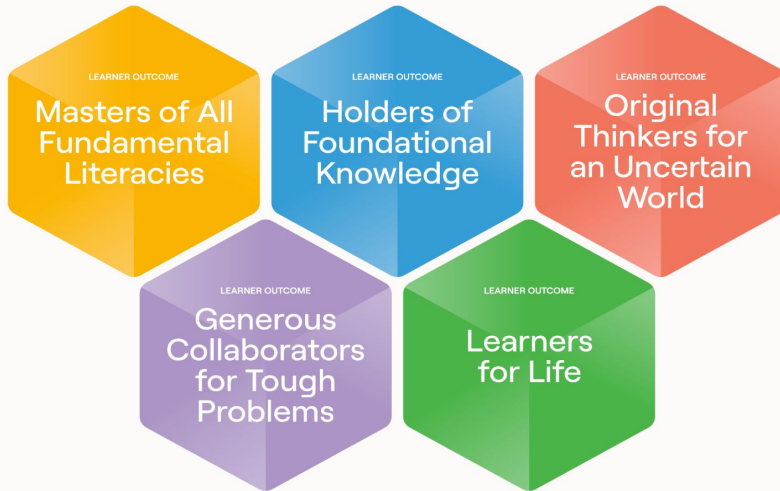 LEARNER OUTCOME
Masters of All
Fundamental
Literacies
LEARNER OUTCOME
Holders of
Foundational
Knowledge
LEARNER OUTCOME
Original
Thinkers for
an Uncertain
World
LEARNER OUTCOME
Generous
Collaborators
for Tough
Problems
LEARNER OUTCOME
Learners
for Life